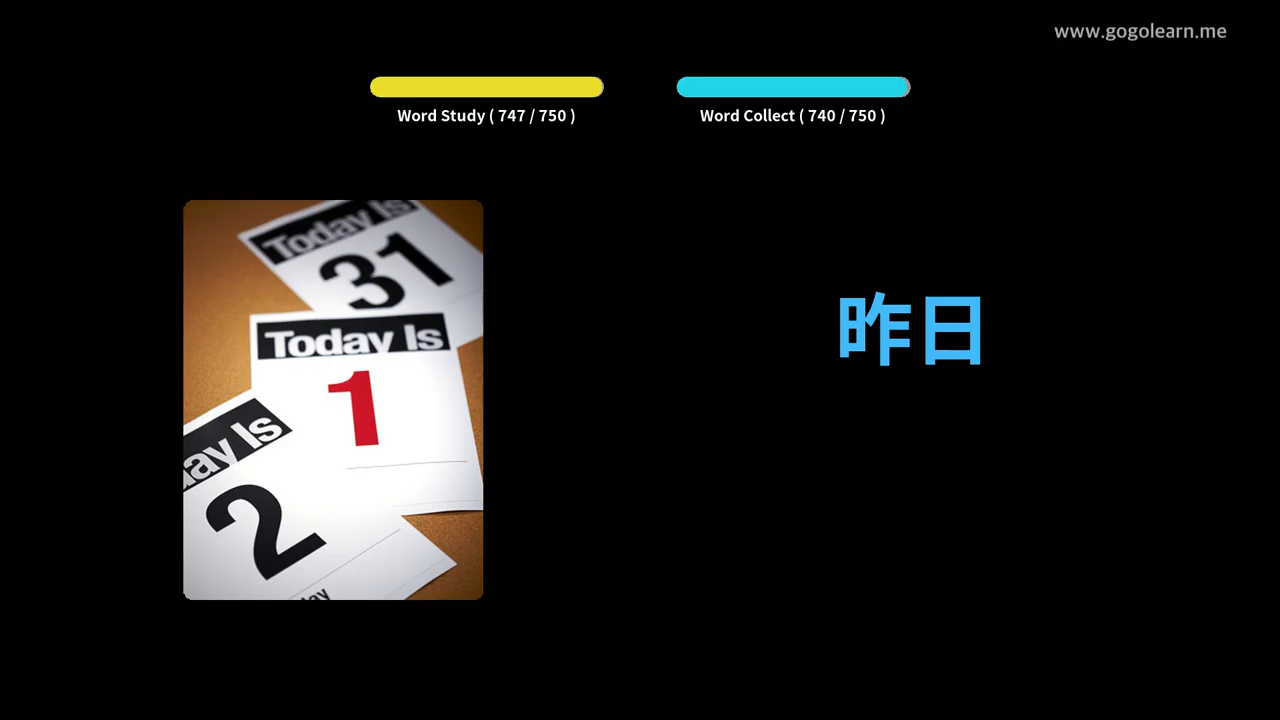 www.gogolearn.me
Word Study ( 747 / 750 )
Word Collect ( 740 / 750 )
Today Is
31
Today Is
1
day Is
2
昨日